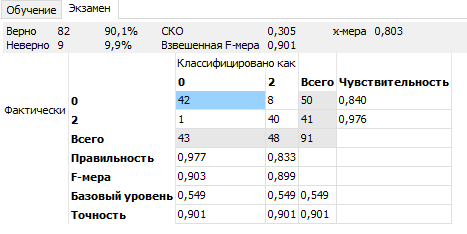 Обучение Экзамен
Верно 82 90,1% СКО 0,305 х-мера 0,803
Неверно 9 9,9% Взвешенная F-мера 0,901
Классифицировано как
0 2 Всего Чувствительность
Фактически
0 42 8 50 0,840
2 1 40 41 0,976
Всего 43 48 91
Правильность 0,977 0,833
F-мера 0,903 0,899
Базовый уровень 0,549 0,549 0,549
Точность 0,901 0,901 0,901